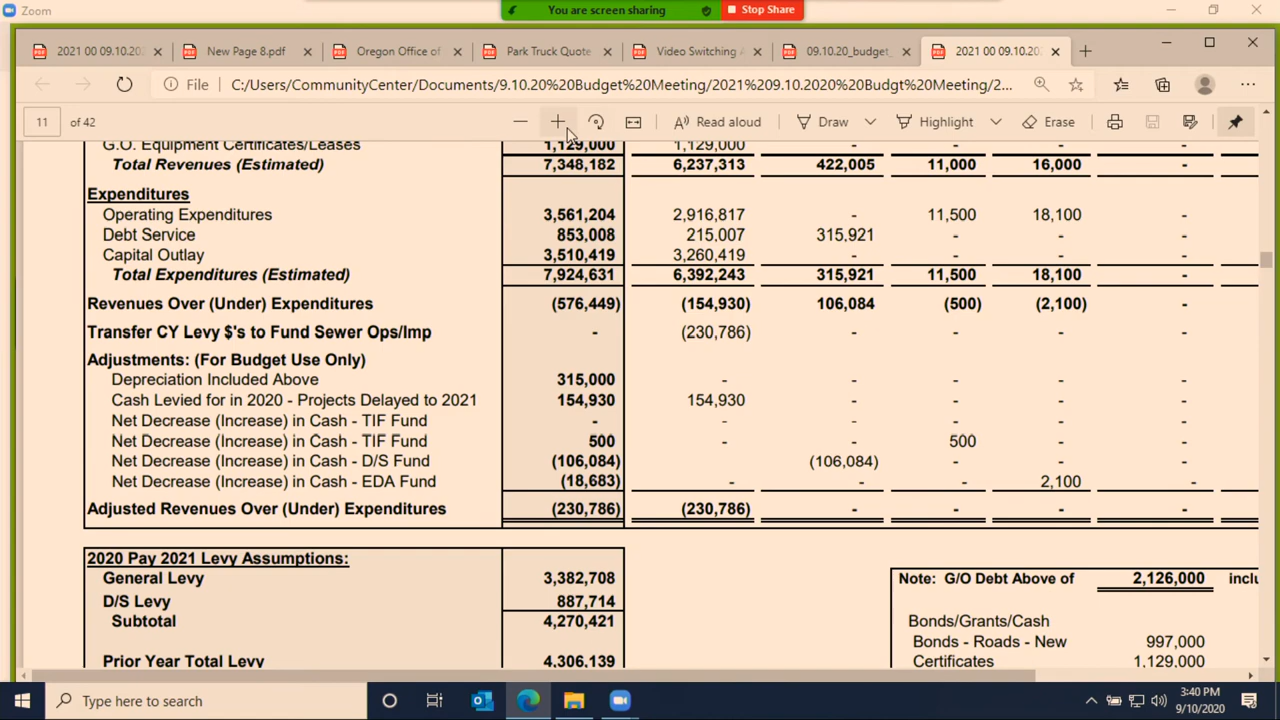 Zoom You are screen sharing Stop Share
2021 00 09.10.20 New Page 8.pdf Oregon Office of Park Truck Quote Video Switching 09.10.20_budget_ 2021 00 09.10.20
File C:/Users/CommunityCenter/Documents/9.10.20%20Budget%20Meeting/2021%209.10.2020%20Budgt%20Meeting/2...
11 of 42 Read aloud Draw Highlight Erase
G.O. Equipment Certificates/Leases 1,129,000 1,129,000 - - - -
Total Revenues (Estimated) 7,348,182 6,237,313 422,005 11,000 16,000 -
Expenditures
Operating Expenditures 3,561,204 2,916,817 - 11,500 18,100 -
Debt Service 853,008 215,007 315,921 - - -
Capital Outlay 3,510,419 3,260,419 - - - -
Total Expenditures (Estimated) 7,924,631 6,392,243 315,921 11,500 18,100 -
Revenues Over (Under) Expenditures (576,449) (154,930) 106,084 (500) (2,100) -
Transfer CY Levy $'s to Fund Sewer Ops/Imp - (230,786) - - - -
Adjustments: (For Budget Use Only)
Depreciation Included Above 315,000 - - - - -
Cash Levied for in 2020 - Projects Delayed to 2021 154,930 154,930 - - - -
Net Decrease (Increase) in Cash - TIF Fund - - - - - -
Net Decrease (Increase) in Cash - TIF Fund 500 - - 500 - -
Net Decrease (Increase) in Cash - D/S Fund (106,084) (106,084) - - -
Net Decrease (Increase) in Cash - EDA Fund (18,683) - - - 2,100 -
Adjusted Revenues Over (Under) Expenditures (230,786) (230,786) - - - -
2020 Pay 2021 Levy Assumptions:
General Levy 3,382,708 Note: G/O Debt Above of 2,126,000 inclu
D/S Levy 887,714
Subtotal 4,270,421 Bonds/Grants/Cash
Bonds - Roads - New 997,000
Prior Year Total Levy 4,306,139 Certificates 1,129,000
Type here to search 3:40 PM
9/10/2020